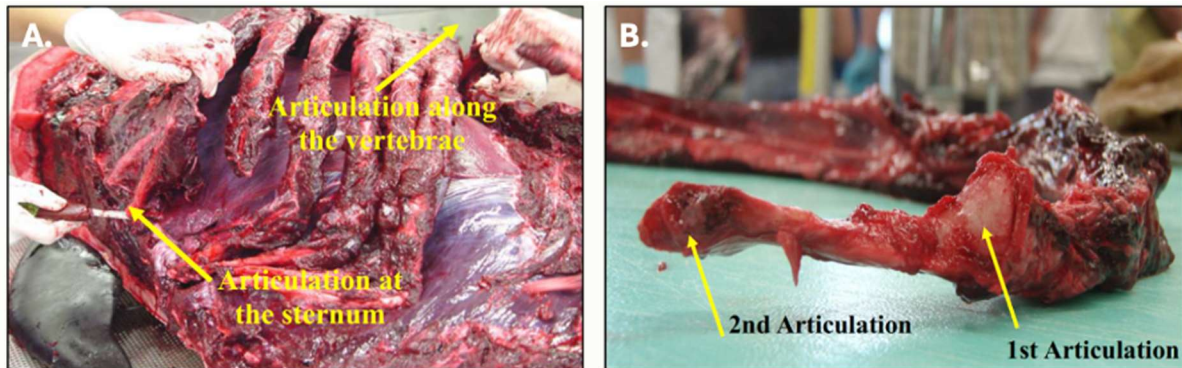 A.
Articulation along
the vertebrae
Articulation at
the sternum
B.
2nd Articulation
1st Articulation